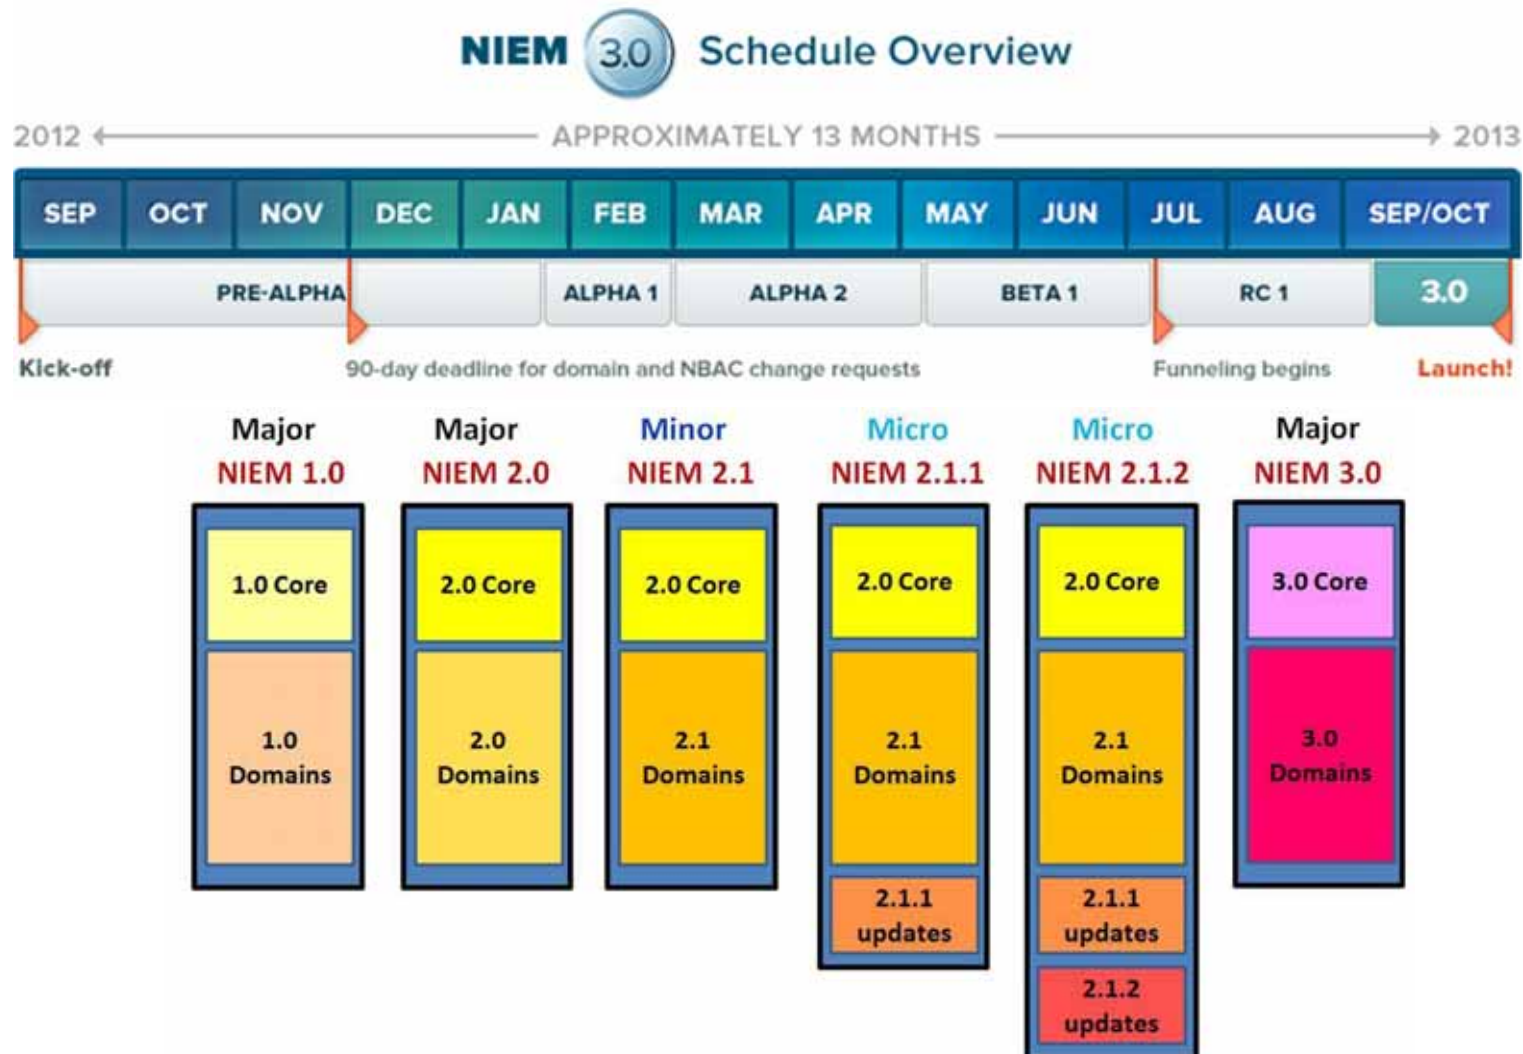 NIEM 3.0 Schedule Overview
2012 APPROXIMATELY 13 MONTHS 2013
SEP OCT NOV DEC JAN FEB MAR APR MAY JUN JUL AUG SEP/OCT
PRE-ALPHA ALPHA 1 ALPHA 2 BETA 1 RC 1 3.0
Kick-off 90-day deadline for domain and NBAC change requests Funneling begins Launch!
Major Major Minor Micro Micro Major
NIEM 1.0 NIEM 2.0 NIEM 2.1 NIEM 2.1.1 NIEM 2.1.2 NIEM 3.0
1.0 Core 2.0 Core 2.0 Core 2.0 Core 2.0 Core 3.0 Core
1.0 2.0 2.1 2.1 2.1 3.0
Domains Domains Domains Domains Domains Domains
2.1.1 2.1.1
updates updates
2.1.2
updates